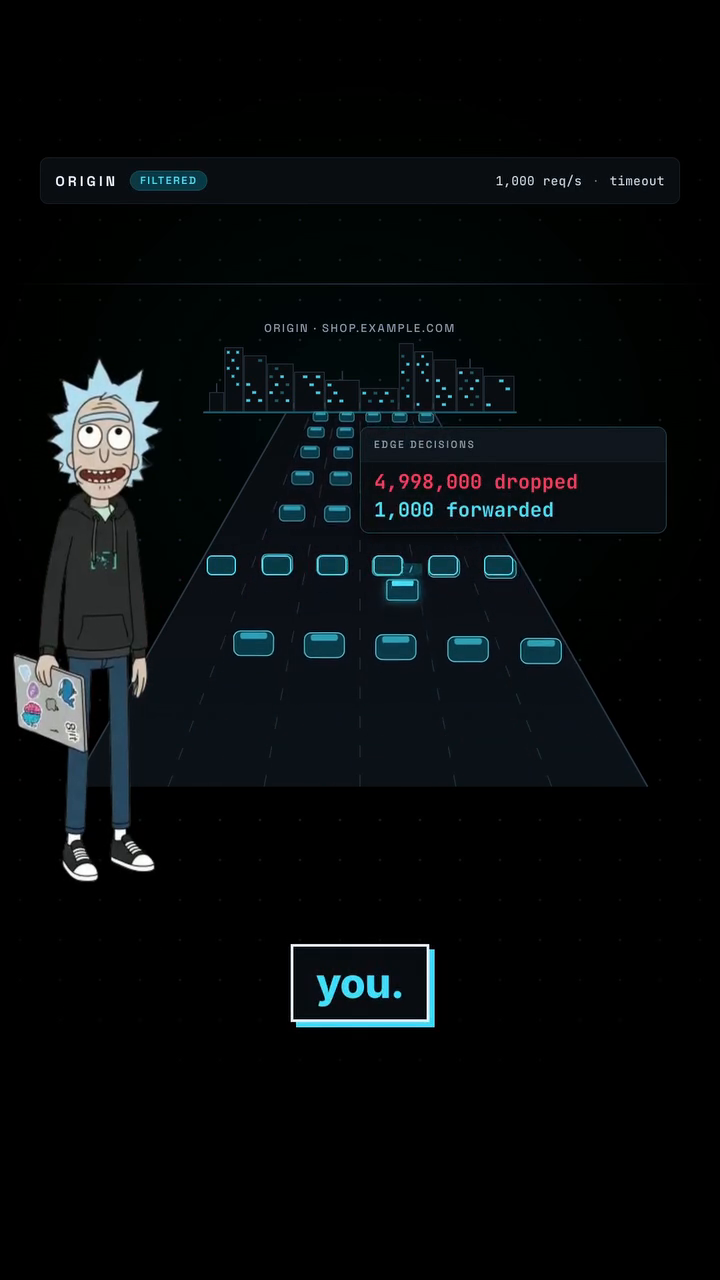 ORIGIN FILTERED 1,000 req/s · timeout
ORIGIN · SHOP.EXAMPLE.COM
EDGE DECISIONS
4,998,000 dropped
1,000 forwarded
/
you.